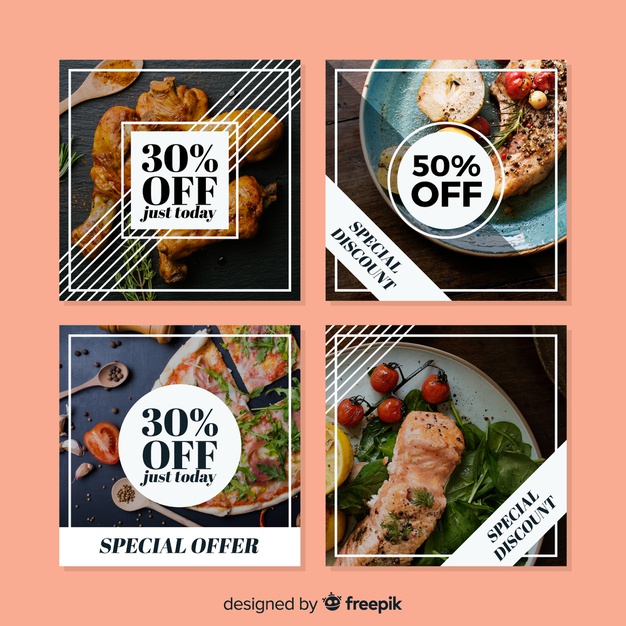 30%
OFF
just today
50%
OFF
SPECIAL
DISCOUNT
30%
OFF
just today
SPECIAL OFFER
SPECIAL
DISCOUNT
designed by freepik